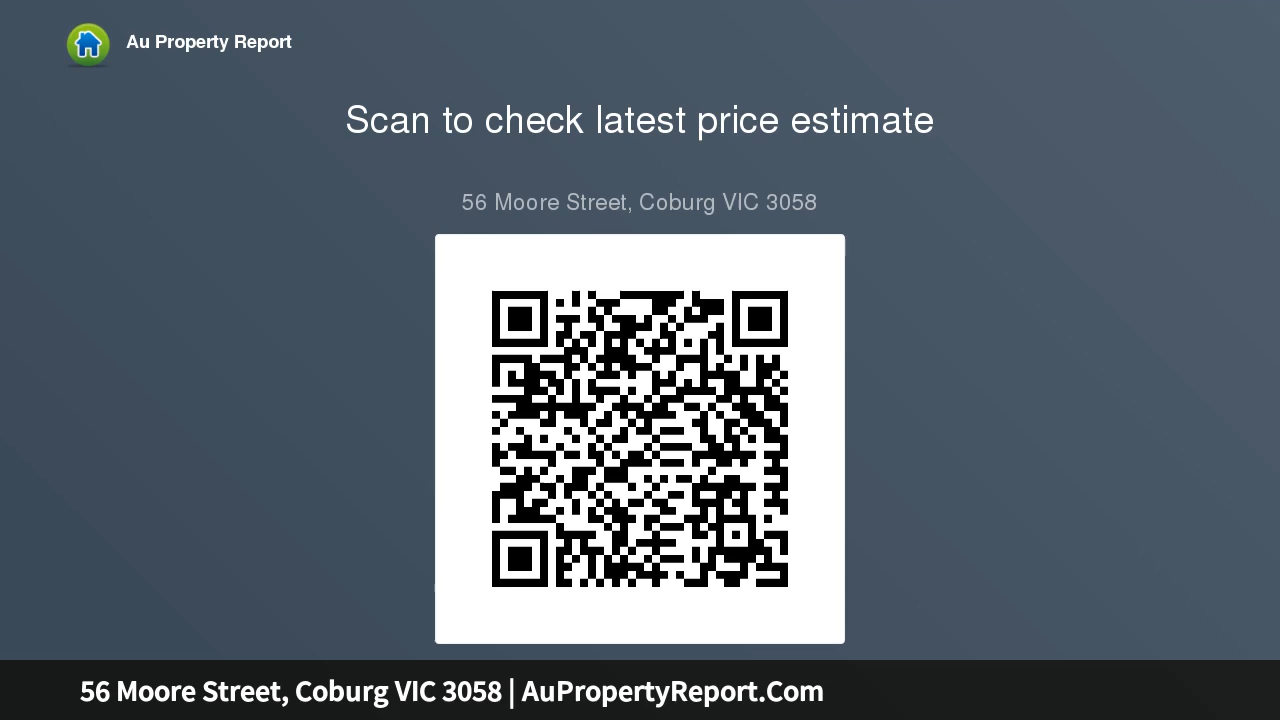 Au Property Report
Scan to check latest price estimate
56 Moore Street, Coburg VIC 3058
56 Moore Street, Coburg VIC 3058 | AuPropertyReport.Com